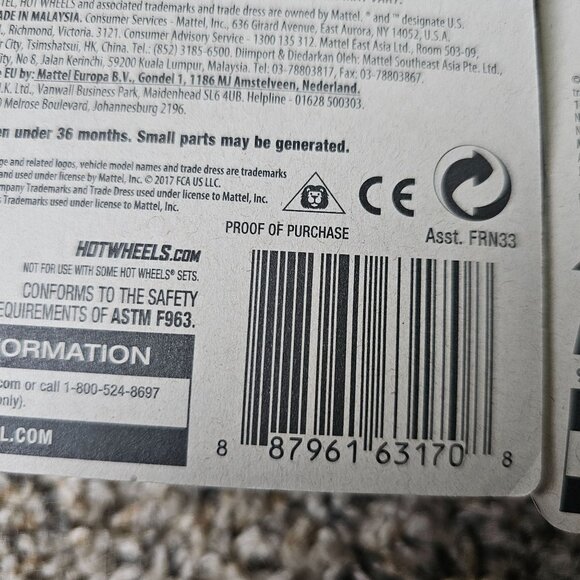 TEL, HOT WHEELS and associated trademarks and trade dress are owned by Mattel. ® and ™ designate U.S.
MADE IN MALAYSIA. Consumer Services - Mattel, Inc., 636 Girard Avenue, East Aurora, NY 14052, U.S.A.
, Richmond, Victoria. 3121. Consumer Advisory Service - 1300 135 312. Mattel East Asia Ltd., Room 503-09,
r City, Tsimshatsui, HK, China. Tel.: (852) 3185-6500. Diimport & Diedarkan Oleh: Mattel Southeast Asia Pte. Ltd.,
No 8, Jalan Kerinchi, 59200 Kuala Lumpur, Malaysia. Tel: 03-78803817, Fax: 03-78803867.
e EU by: Mattel Europa B.V., Gondel 1, 1186 MJ Amstelveen, Nederland.
U.K. Ltd., Vanwall Business Park, Maidenhead SL6 4UB. Helpline - 01628 500303.
Melrose Boulevard, Johannesburg 2196.
en under 36 months. Small parts may be generated.
ge and related logos, vehicle model names and trade dress are trademarks
and used under license by Mattel, Inc. © 2017 FCA US LLC.
ompany Trademarks and Trade Dress used under license to Mattel, Inc.
s Trademarks used under license to Mattel, Inc.
CE
PROOF OF PURCHASE
Asst. FRN33
HOTWHEELS.COM
NOT FOR USE WITH SOME HOT WHEELS® SETS.
CONFORMS TO THE SAFETY
REQUIREMENTS OF ASTM F963.
ORMATION
com or call 1-800-524-8697
only).
L.COM
8 87961 63170 8